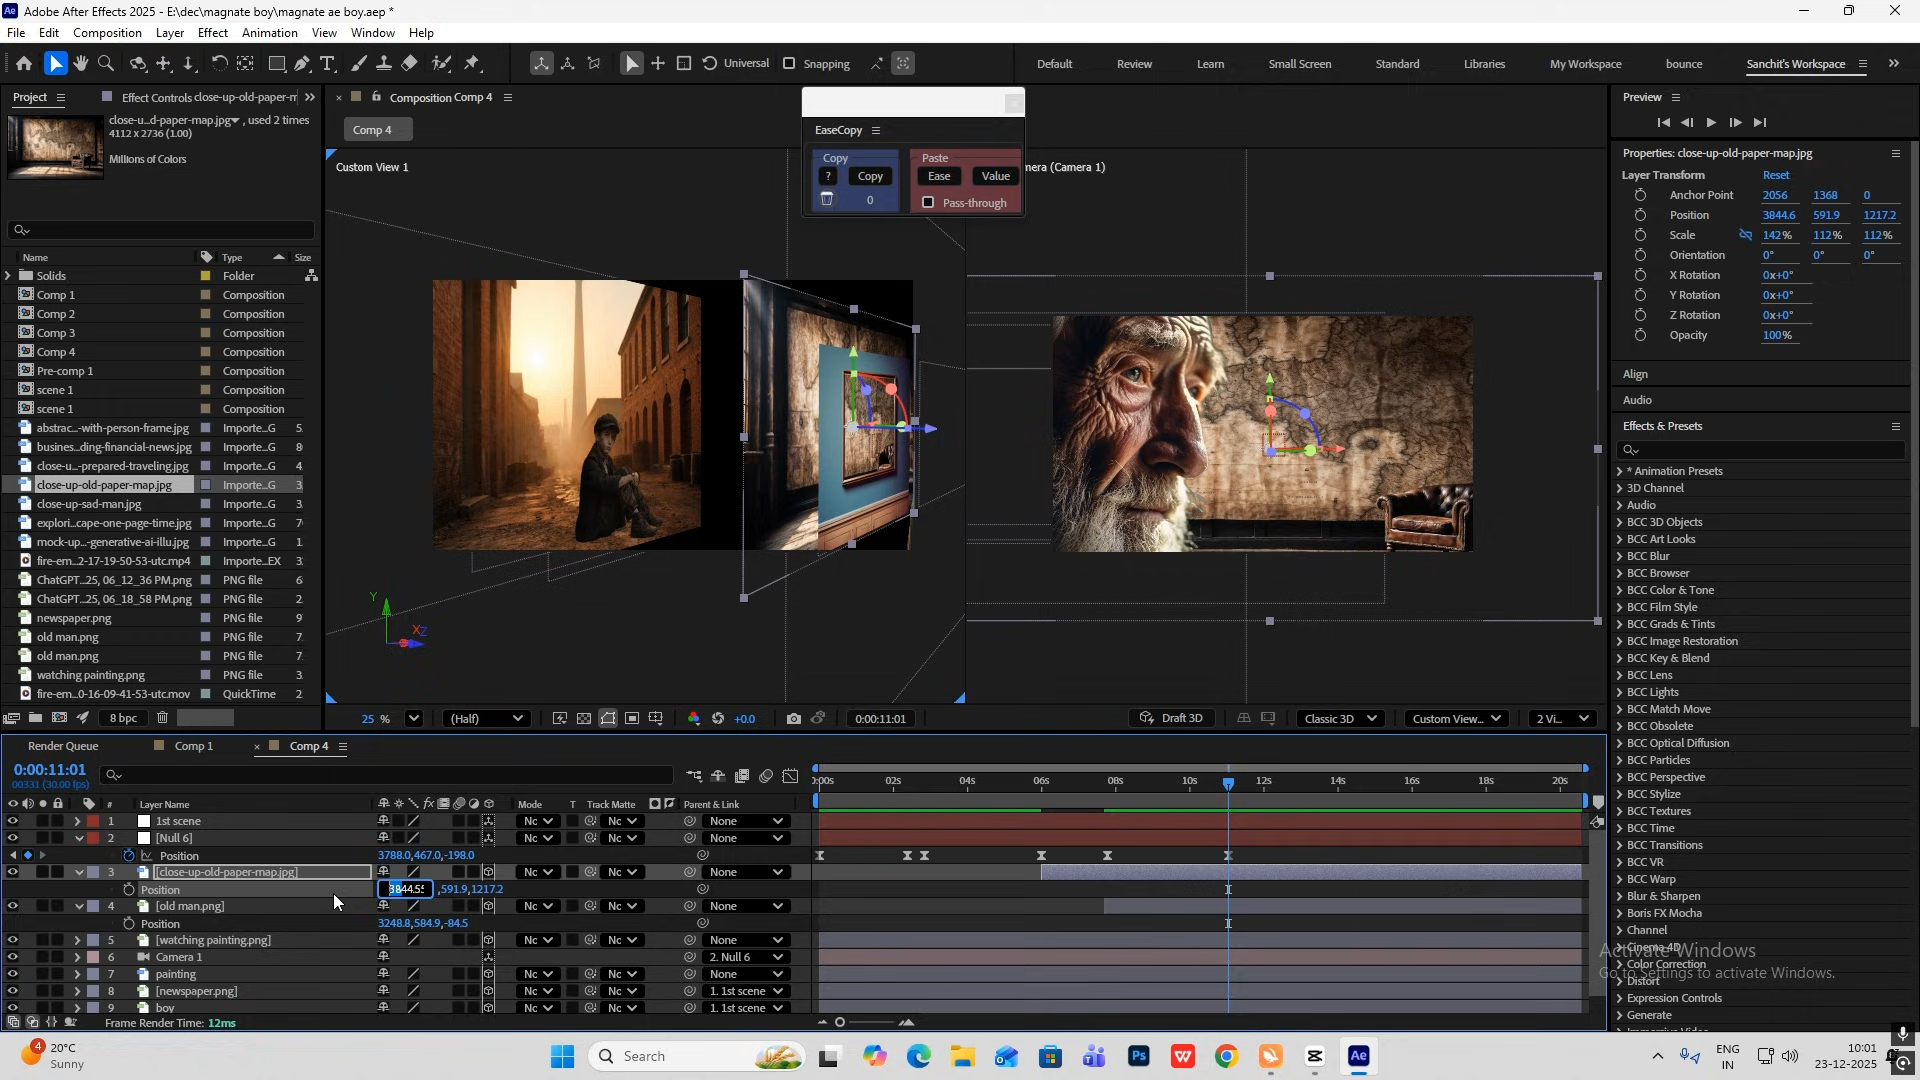 Adobe After Effects 2025 - E:\dec\magnate boy\magnate ae boy.aep *
File Edit Composition Layer Effect Animation View Window Help
Universal Snapping Default Review Learn Small Screen Standard Libraries My Workspace bounce Sanchit's Workspace
Project Effect Controls close-up-old-paper-m
close-u...d-paper-map.jpg , used 2 times
4112 x 2736 (1.00)
Millions of Colors
Name Type Size
Solids Folder
Comp 1 Composition
Comp 2 Composition
Comp 3 Composition
Comp 4 Composition
Pre-comp 1 Composition
scene 1 Composition
scene 1 Composition
abstrac...-with-person-frame.jpg Importe...G 5
busines...ding-financial-news.jpg Importe...G 8
close-u...-prepared-traveling.jpg Importe...G 4
close-up-old-paper-map.jpg Importe...G 3
close-up-sad-man.jpg Importe...G 3
explori...cape-one-page-time.jpg Importe...G 7
mock-up...-generative-ai-illu.jpg Importe...G 1
fire-em...2-17-19-50-53-utc.mp4 Importe...EX 3
ChatGPT...25, 06_12_36 PM.png PNG file 6
ChatGPT...25, 06_18_58 PM.png PNG file 2
newspaper.png PNG file 9
old man.png PNG file 7
old man.png PNG file 7
watching painting.png PNG file 3
fire-em...0-16-09-41-53-utc.mov QuickTime 2
8 bpc
Composition Comp 4
Comp 4
Custom View 1
mera (Camera 1)
EaseCopy
Copy Paste
? Copy Ease Value
0 Pass-through
Y
X Z
25 % (Half) +0.0 0:00:11:01 Draft 3D Classic 3D Custom View... 2 Vi...
Preview
Properties: close-up-old-paper-map.jpg
Layer Transform Reset
Anchor Point 2056 1368 0
Position 3844.6 591.9 1217.2
Scale 142% 112% 112%
Orientation 0° 0° 0°
X Rotation 0x+0°
Y Rotation 0x+0°
Z Rotation 0x+0°
Opacity 100%
Align
Audio
Effects & Presets
* Animation Presets
3D Channel
Audio
BCC 3D Objects
BCC Art Looks
BCC Blur
BCC Browser
BCC Color & Tone
BCC Film Style
BCC Grads & Tints
BCC Image Restoration
BCC Key & Blend
BCC Lens
BCC Lights
BCC Match Move
BCC Obsolete
BCC Optical Diffusion
BCC Particles
BCC Perspective
BCC Stylize
BCC Textures
BCC Time
BCC Transitions
BCC VR
BCC Warp
Blur & Sharpen
Boris FX Mocha
Channel
Cinema 4D
Color Correction
Distort
Expression Controls
Generate
Activate Windows
Go to Settings to activate Windows.
Render Queue Comp 1 Comp 4
0:00:11:01
00331 (30.00 fps)
# Layer Name Mode T Track Matte Parent & Link
:00s 02s 04s 06s 08s 10s 12s 14s 16s 18s 20s
1 1st scene Nc Nc None
2 [Null 6] Nc Nc None
Position 3788.0,467.0,-198.0
3 [close-up-old-paper-map.jpg] Nc Nc None
Position 3844.55 ,591.9,1217.2
4 [old man.png] Nc Nc None
Position 3248.8,584.9,-84.5
5 [watching painting.png] Nc Nc None
6 Camera 1 2. Null 6
7 painting Nc Nc None
8 [newspaper.png] Nc Nc 1. 1st scene
9 boy Nc Nc 1. 1st scene
Frame Render Time: 12ms
4
20°C
Sunny
Search
Ps
Ae
ENG
IN
10:01
23-12-2025